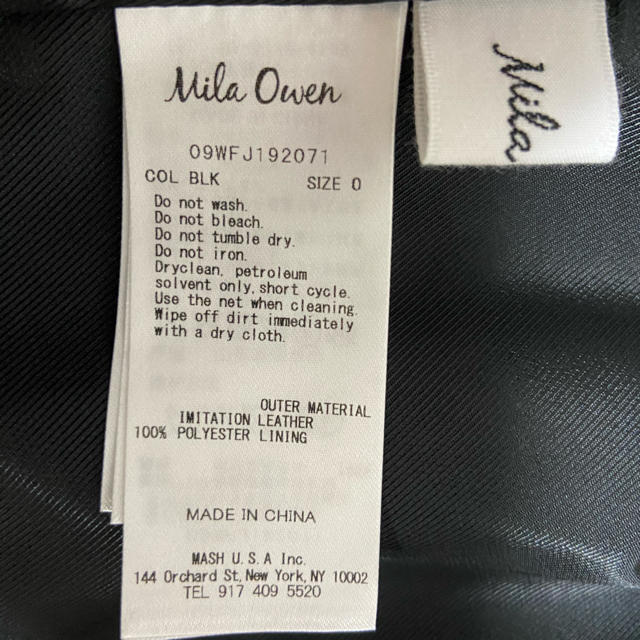 Mila Owen
09WFJ192071
COL BLK SIZE 0
Do not wash.
Do not bleach.
Do not tumble dry.
Do not iron.
Dryclean, petroleum
solvent only, short cycle.
Use the net when cleaning.
Wipe off dirt immediately
with a dry cloth.
OUTER MATERIAL
IMITATION LEATHER
100% POLYESTER LINING
MADE IN CHINA
MASH U.S.A Inc.
144 Orchard St, New York, NY 10002
TEL 917 409 5520
Mila